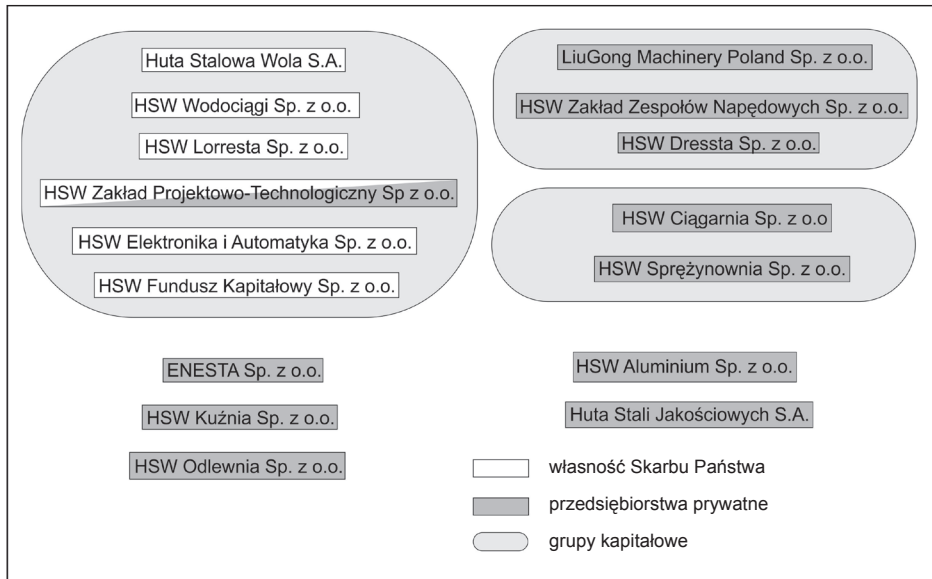 Huta Stalowa Wola S.A.
HSW Wodociągi Sp. z o.o.
HSW Lorresta Sp. z o.o.
HSW Zakład Projektowo-Technologiczny Sp z o.o.
HSW Elektronika i Automatyka Sp. z o.o.
HSW Fundusz Kapitałowy Sp. z o.o.
LiuGong Machinery Poland Sp. z o.o.
HSW Zakład Zespołów Napędowych Sp. z o.o.
HSW Dressta Sp. z o.o.
HSW Ciągarnia Sp. z o.o
HSW Sprężynownia Sp. z o.o.
ENESTA Sp. z o.o.
HSW Kuźnia Sp. z o.o.
HSW Odlewnia Sp. z o.o.
HSW Aluminium Sp. z o.o.
Huta Stali Jakościowych S.A.
własność Skarbu Państwa
przedsiębiorstwa prywatne
grupy kapitałowe